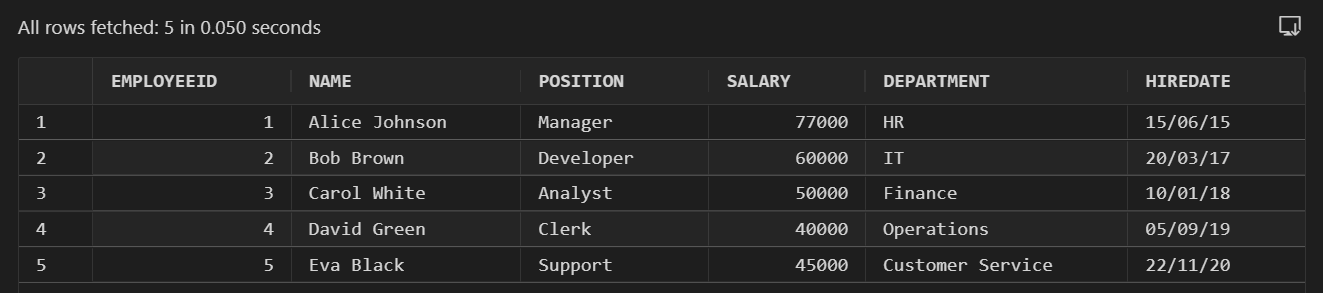 All rows fetched: 5 in 0.050 seconds
EMPLOYEEID NAME POSITION SALARY DEPARTMENT HIREDATE
1 1 Alice Johnson Manager 77000 HR 15/06/15
2 2 Bob Brown Developer 60000 IT 20/03/17
3 3 Carol White Analyst 50000 Finance 10/01/18
4 4 David Green Clerk 40000 Operations 05/09/19
5 5 Eva Black Support 45000 Customer Service 22/11/20